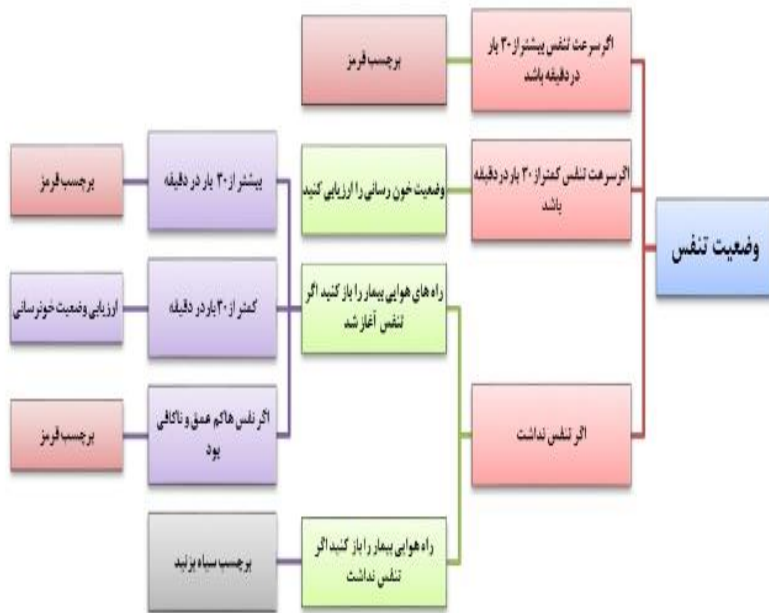 وضعیت تنفس
اگر سرعت تنفس بیشتر از ۳۰ بار
در دقیقه باشد
برچسب قرمز
اگر سرعت تنفس کمتر از ۳۰ بار در دقیقه
باشد
وضعیت خون رسانی را ارزیابی کنید
اگر تنفس نداشت
راه های هوایی بیمار را باز کنید اگر
تنفس آغاز شد
بیشتر از ۳۰ بار در دقیقه
برچسب قرمز
کمتر از ۳۰ بار در دقیقه
ارزیابی وضعیت خونرسانی
اگر نفس ها کم عمق و ناکافی
بود
برچسب قرمز
راه هوایی بیمار را باز کنید اگر
تنفس نداشت
برچسب سیاه بزنید